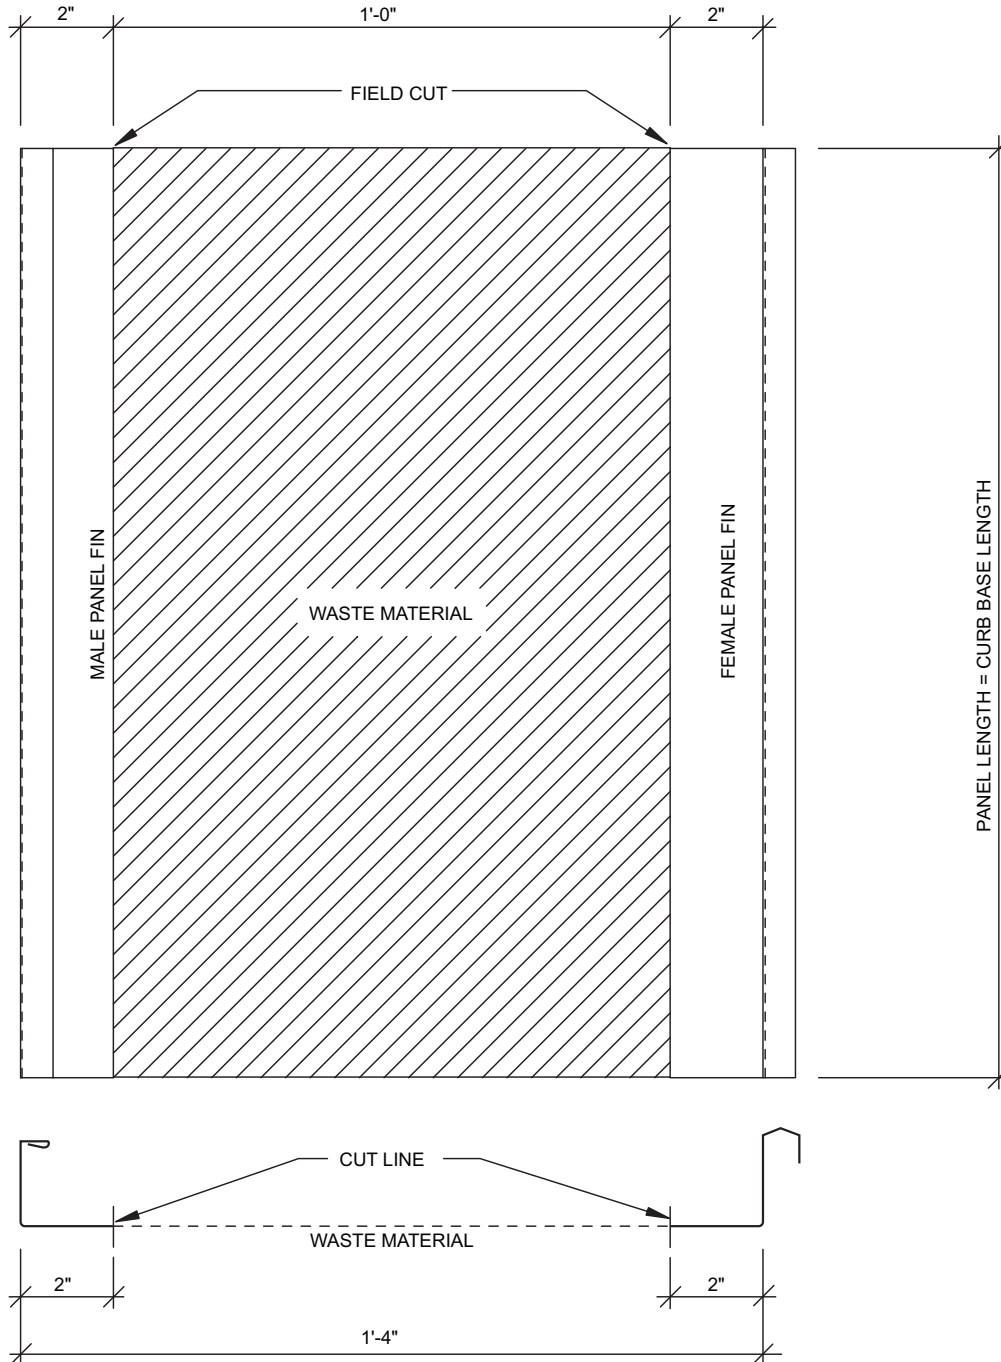 2" 1'-0" 2"
FIELD CUT
MALE PANEL FIN
WASTE MATERIAL
FEMALE PANEL FIN
PANEL LENGTH = CURB BASE LENGTH
CUT LINE
WASTE MATERIAL
2" 2"
1'-4"